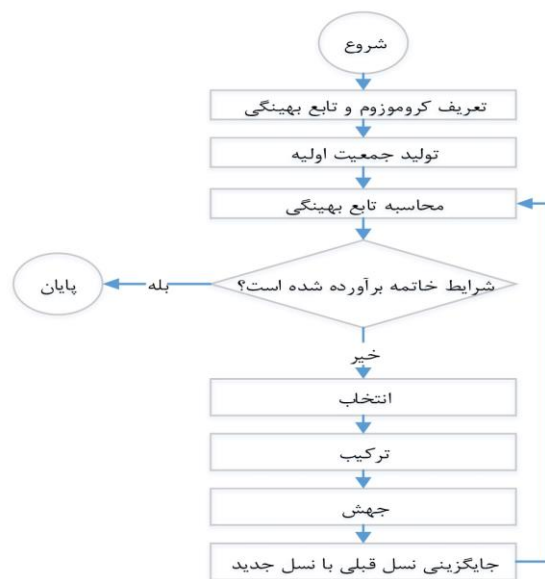 شروع
تعریف کروموزوم و تابع بهینگی
تولید جمعیت اولیه
محاسبه تابع بهینگی
شرایط خاتمه برآورده شده است؟
بله
پایان
خیر
انتخاب
ترکیب
جهش
جایگزینی نسل قبلی با نسل جدید